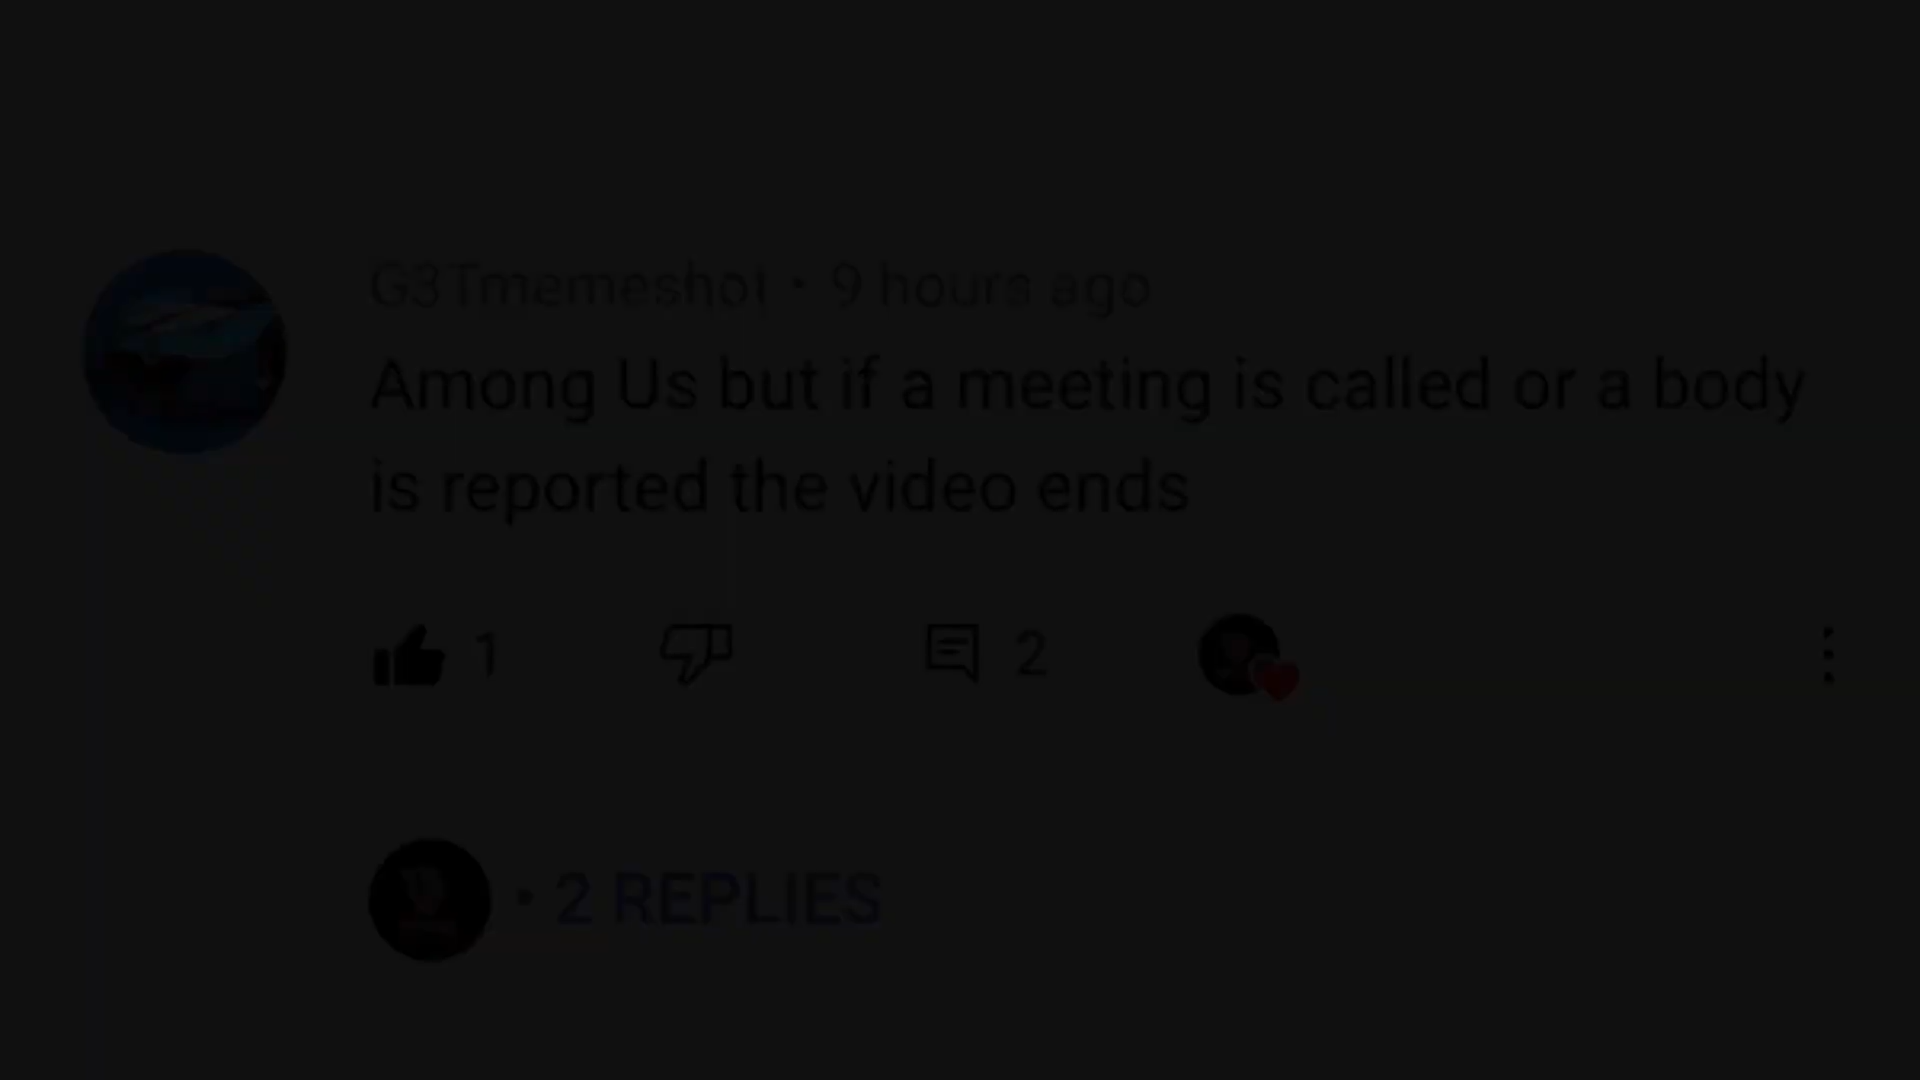 G3Tmemeshot • 9 hours ago
Among Us but if a meeting is called or a body
is reported the video ends
1 2
• 2 REPLIES